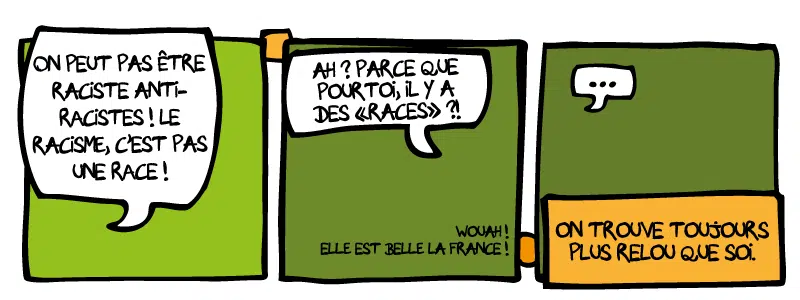 ON PEUT PAS ÊTRE
RACISTE ANTI-
RACISTES ! LE
RACISME, C'EST PAS
UNE RACE !
AH ? PARCE QUE
POUR TOI, IL Y A
DES «RACES» ?!
WOUAH !
ELLE EST BELLE LA FRANCE !
...
ON TROUVE TOUJOURS
PLUS RELOU QUE SOI.